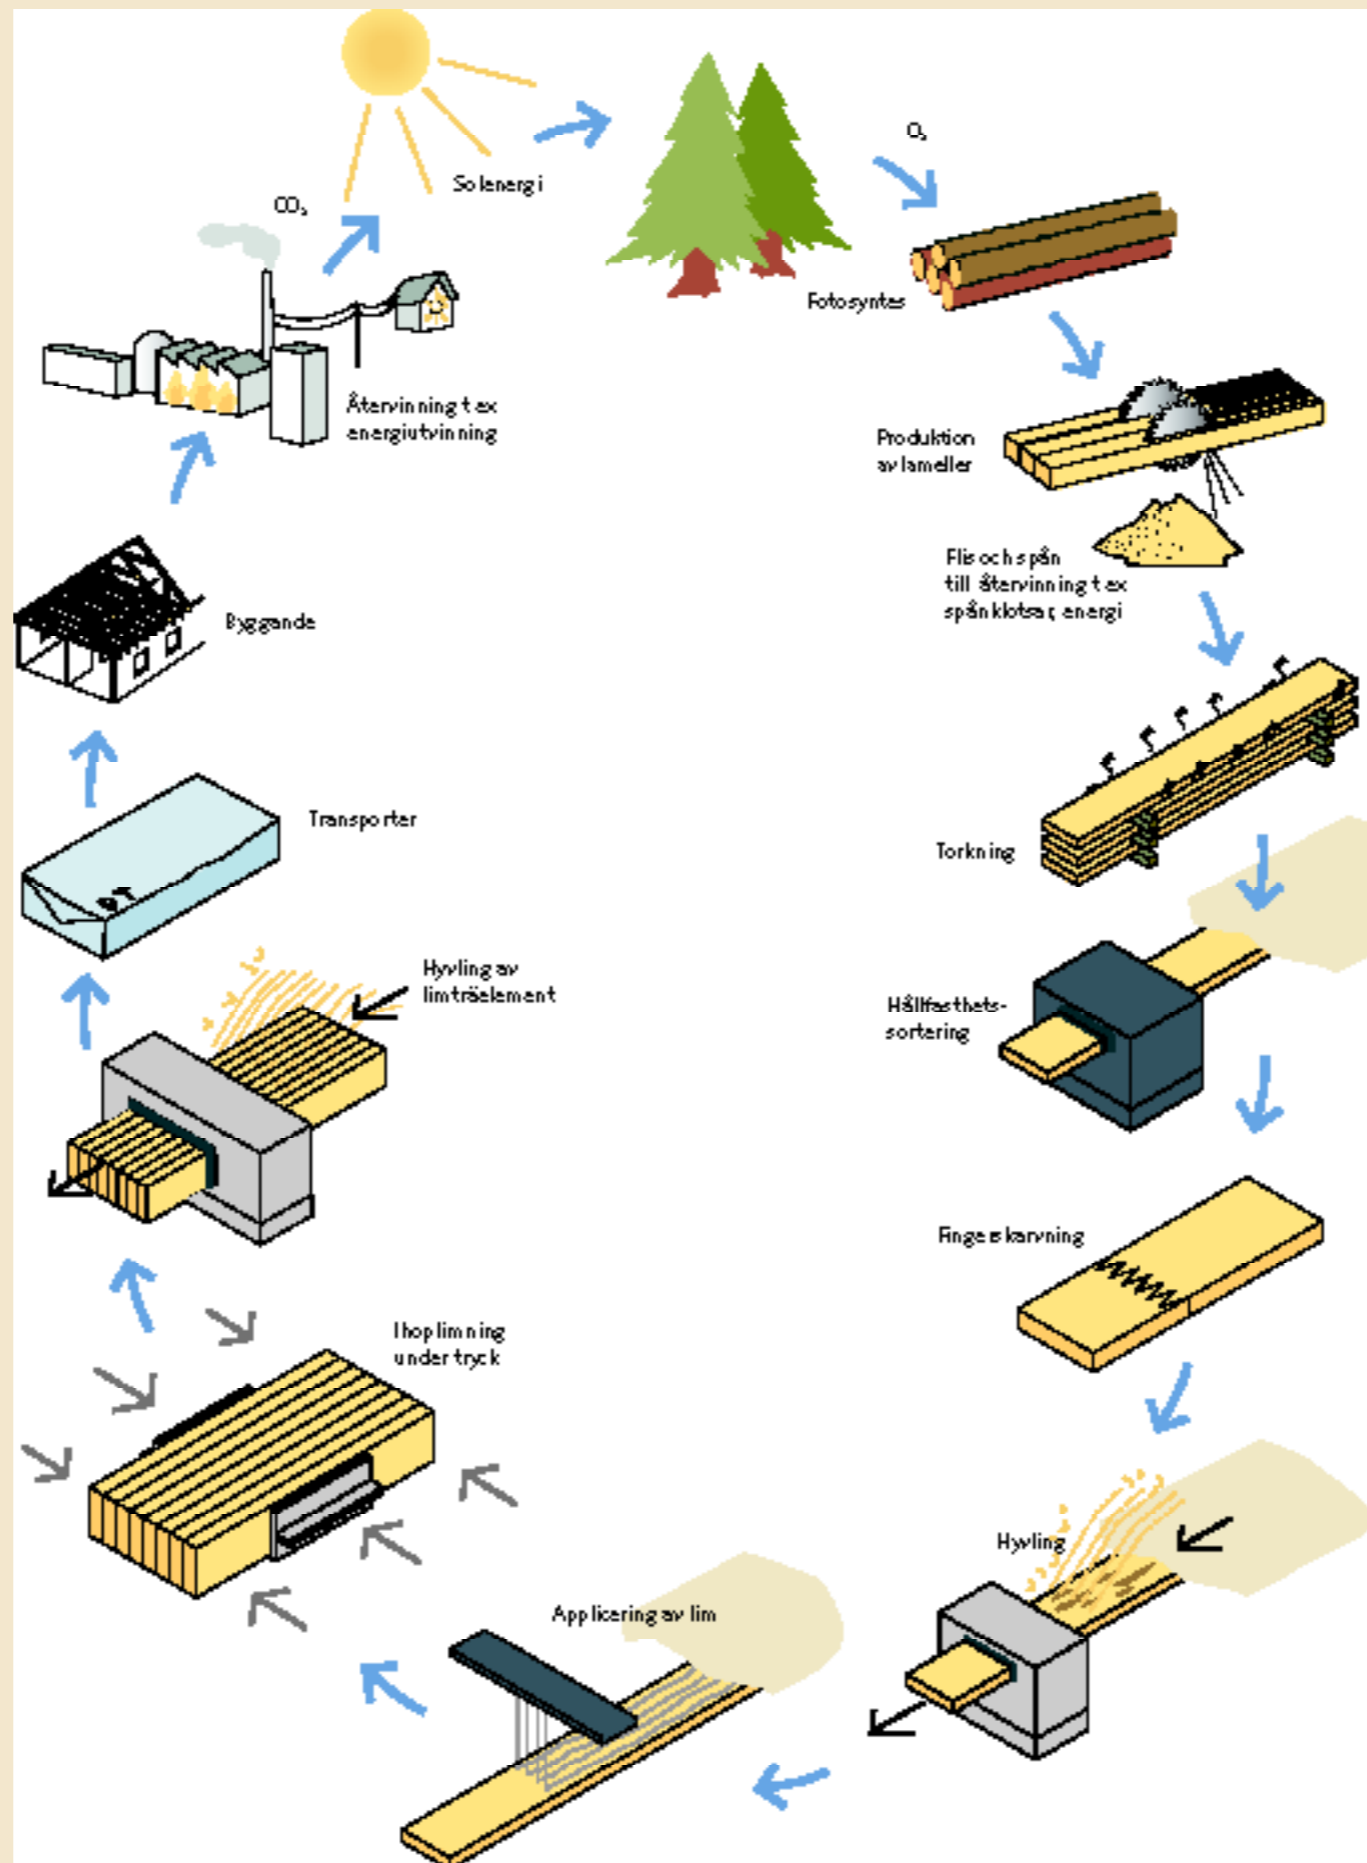 O₂
Solenergi
CO₂
Fotosyntes
Återvinning t ex
energiutvinning
Produktion
av lameller
Flis och spån
till återvinning t ex
spånklotsar, energi
Byggande
Transporter
Torkning
Hyvling av
limträelement
Hållfasthets-
sortering
Fingerskarvning
Ihoplimning
under tryck
Hyvling
Applicering av lim